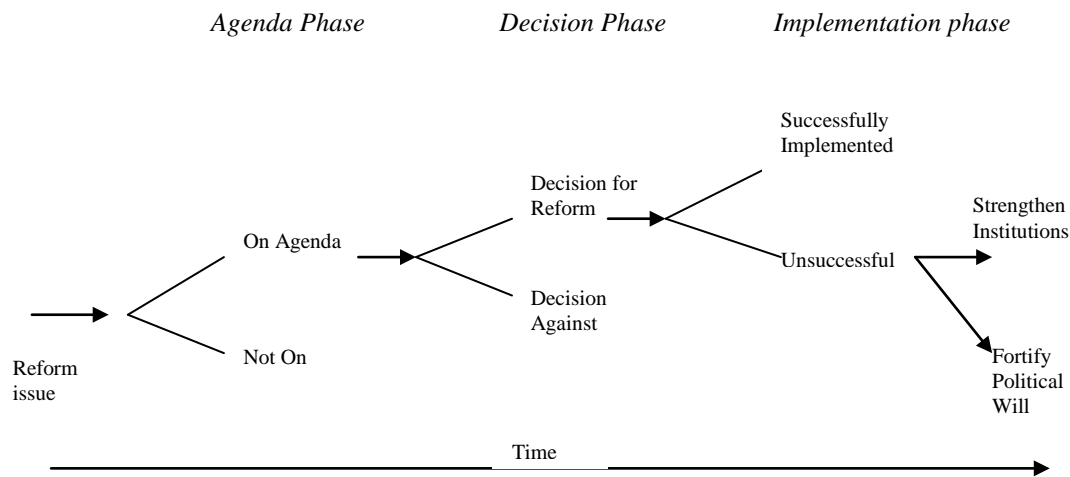 Agenda Phase
Decision Phase
Implementation phase
Successfully
Implemented
Decision for
Reform
Strengthen
Institutions
On Agenda
Unsuccessful
Decision
Against
Not On
Reform
issue
Fortify
Political
Will
Time